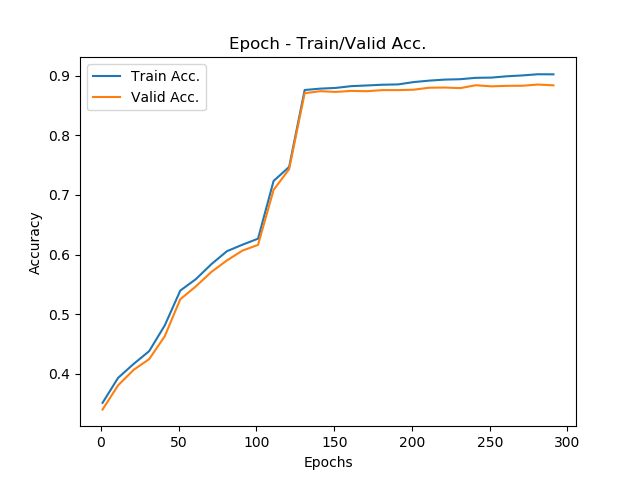 Epoch - Train/Valid Acc.
Train Acc.
Valid Acc.
0.9
0.8
0.7
0.6
0.5
0.4
Accuracy
0 50 100 150 200 250 300
Epochs